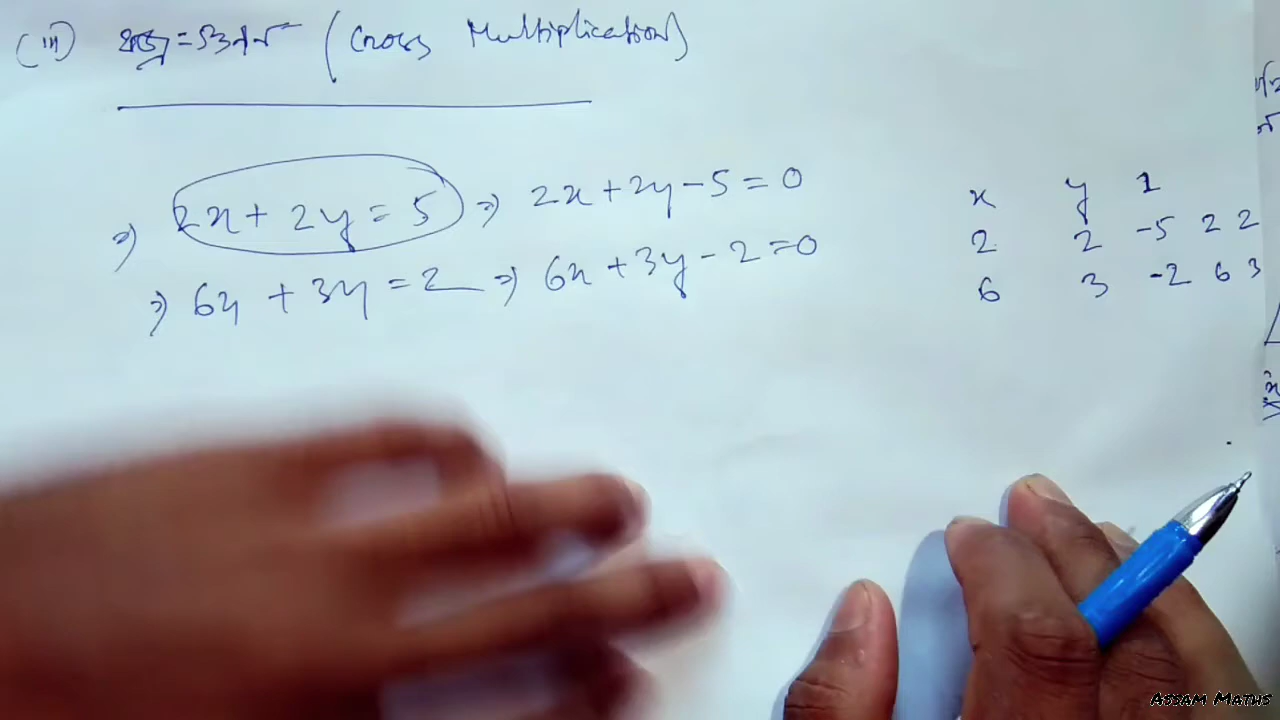 (iii) (Cross Multiplication)
⇒ 2x + 2y = 5 ⇒ 2x + 2y - 5 = 0
⇒ 6x + 3y = 2 ⇒ 6x + 3y - 2 = 0
x y 1
2 2 -5 2 2
6 3 -2 6 3
ASSAM MATHS